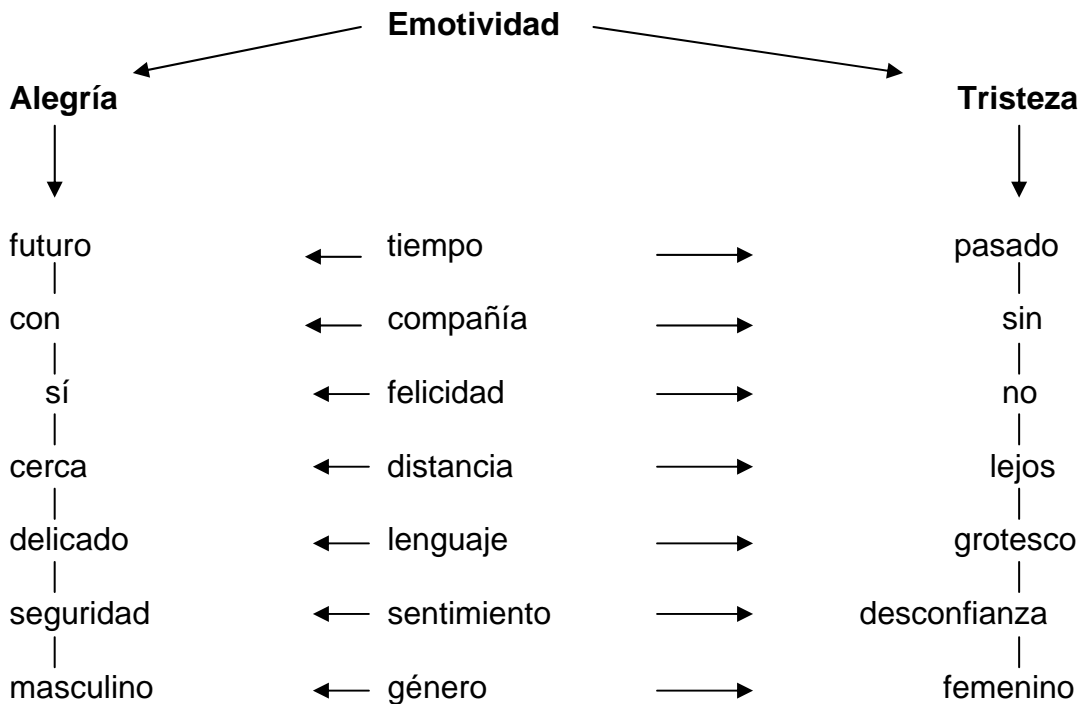 Emotividad
Alegría Tristeza
futuro tiempo pasado
con compañía sin
sí felicidad no
cerca distancia lejos
delicado lenguaje grotesco
seguridad sentimiento desconfianza
masculino género femenino